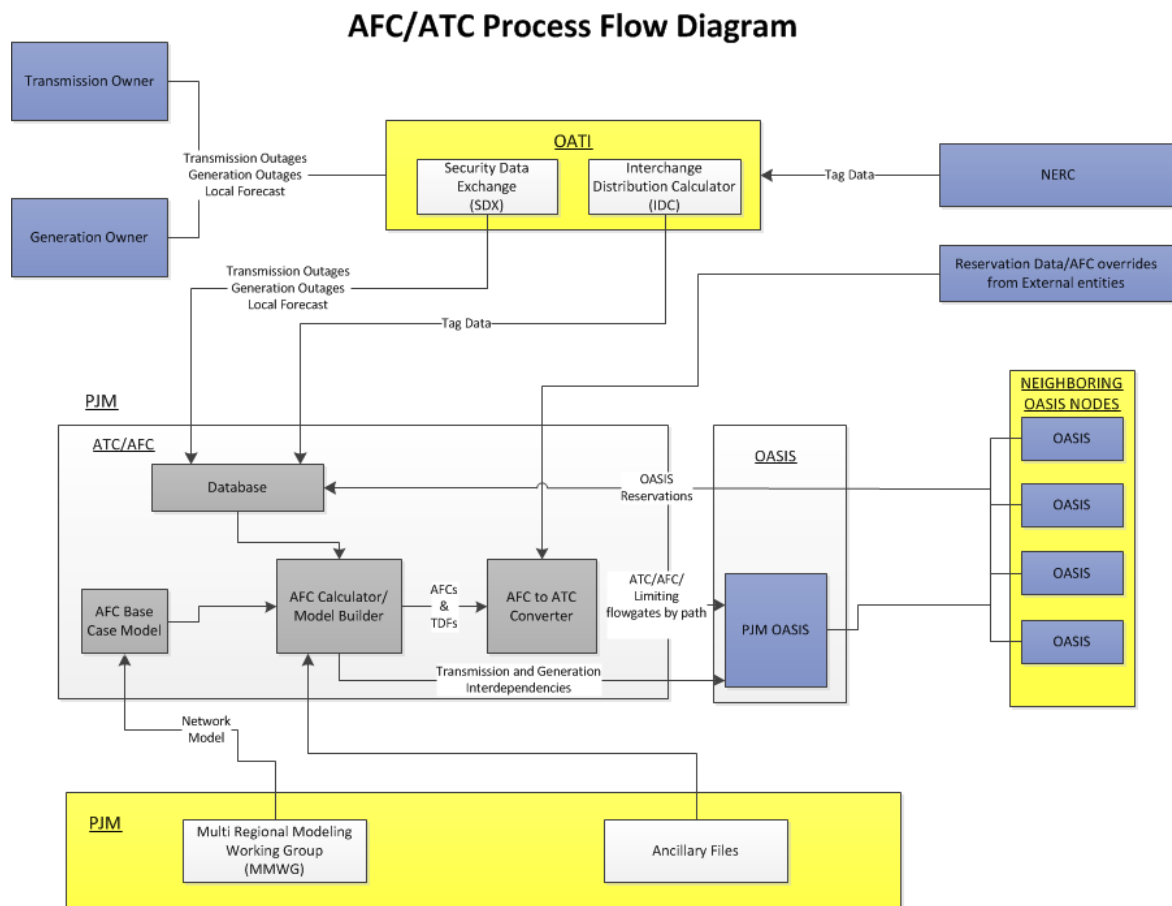 AFC/ATC Process Flow Diagram
Transmission Owner
Generation Owner
Transmission Outages
Generation Outages
Local Forecast
OATI
Security Data
Exchange
(SDX)
Interchange
Distribution Calculator
(IDC)
Tag Data
NERC
Reservation Data/AFC overrides
from External entities
Transmission Outages
Generation Outages
Local Forecast
Tag Data
PJM
ATC/AFC
Database
OASIS
Reservations
AFC Base
Case Model
AFC Calculator/
Model Builder
AFCs
&
TDFs
AFC to ATC
Converter
ATC/AFC/
Limiting
flowgates by path
Transmission and Generation
Interdependencies
OASIS
PJM OASIS
NEIGHBORING
OASIS NODES
OASIS
OASIS
OASIS
OASIS
Network
Model
PJM
Multi Regional Modeling
Working Group
(MMWG)
Ancillary Files